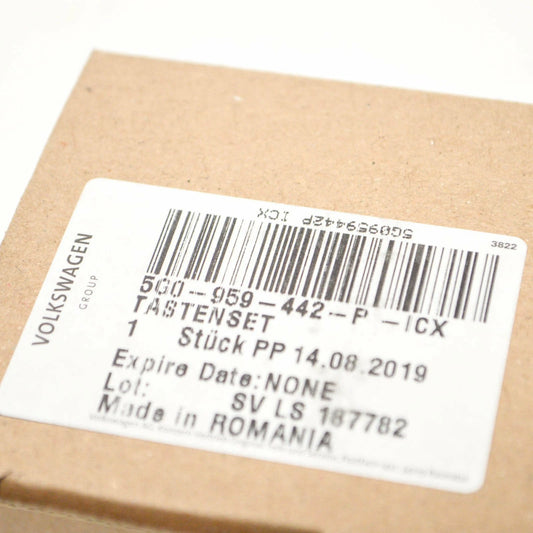 VOLKSWAGEN
GROUP
5G0959442P ICX
3822
5G0-959-442-P -ICX
TASTENSET
1 Stück PP 14.08.2019
Expire Date:NONE
Lot: SV LS 187782
Made in ROMANIA